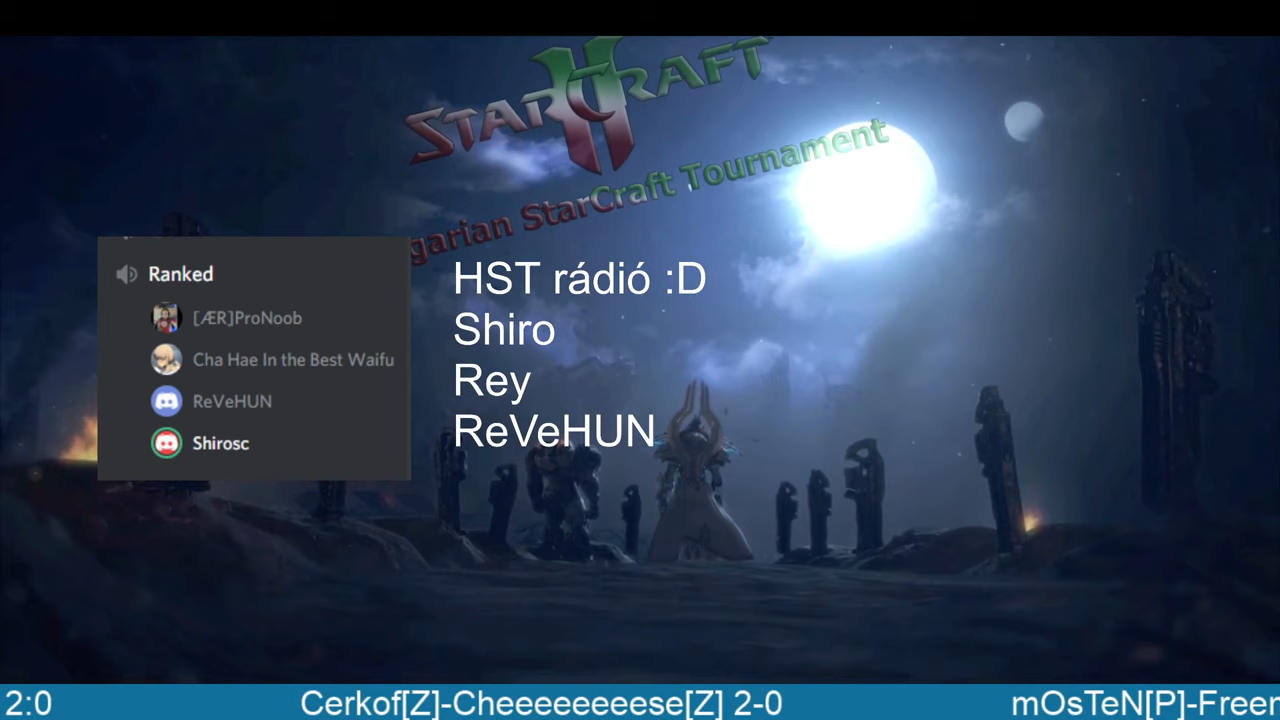 STARCRAFT
II
garian StarCraft Tournament
Ranked
[ÆR]ProNoob
Cha Hae In the Best Waifu
ReVeHUN
Shirosc
HST rádió :D
Shiro
Rey
ReVeHUN
2:0 Cerkof[Z]-Cheeeeeeeese[Z] 2-0 mOsTeN[P]-Freer